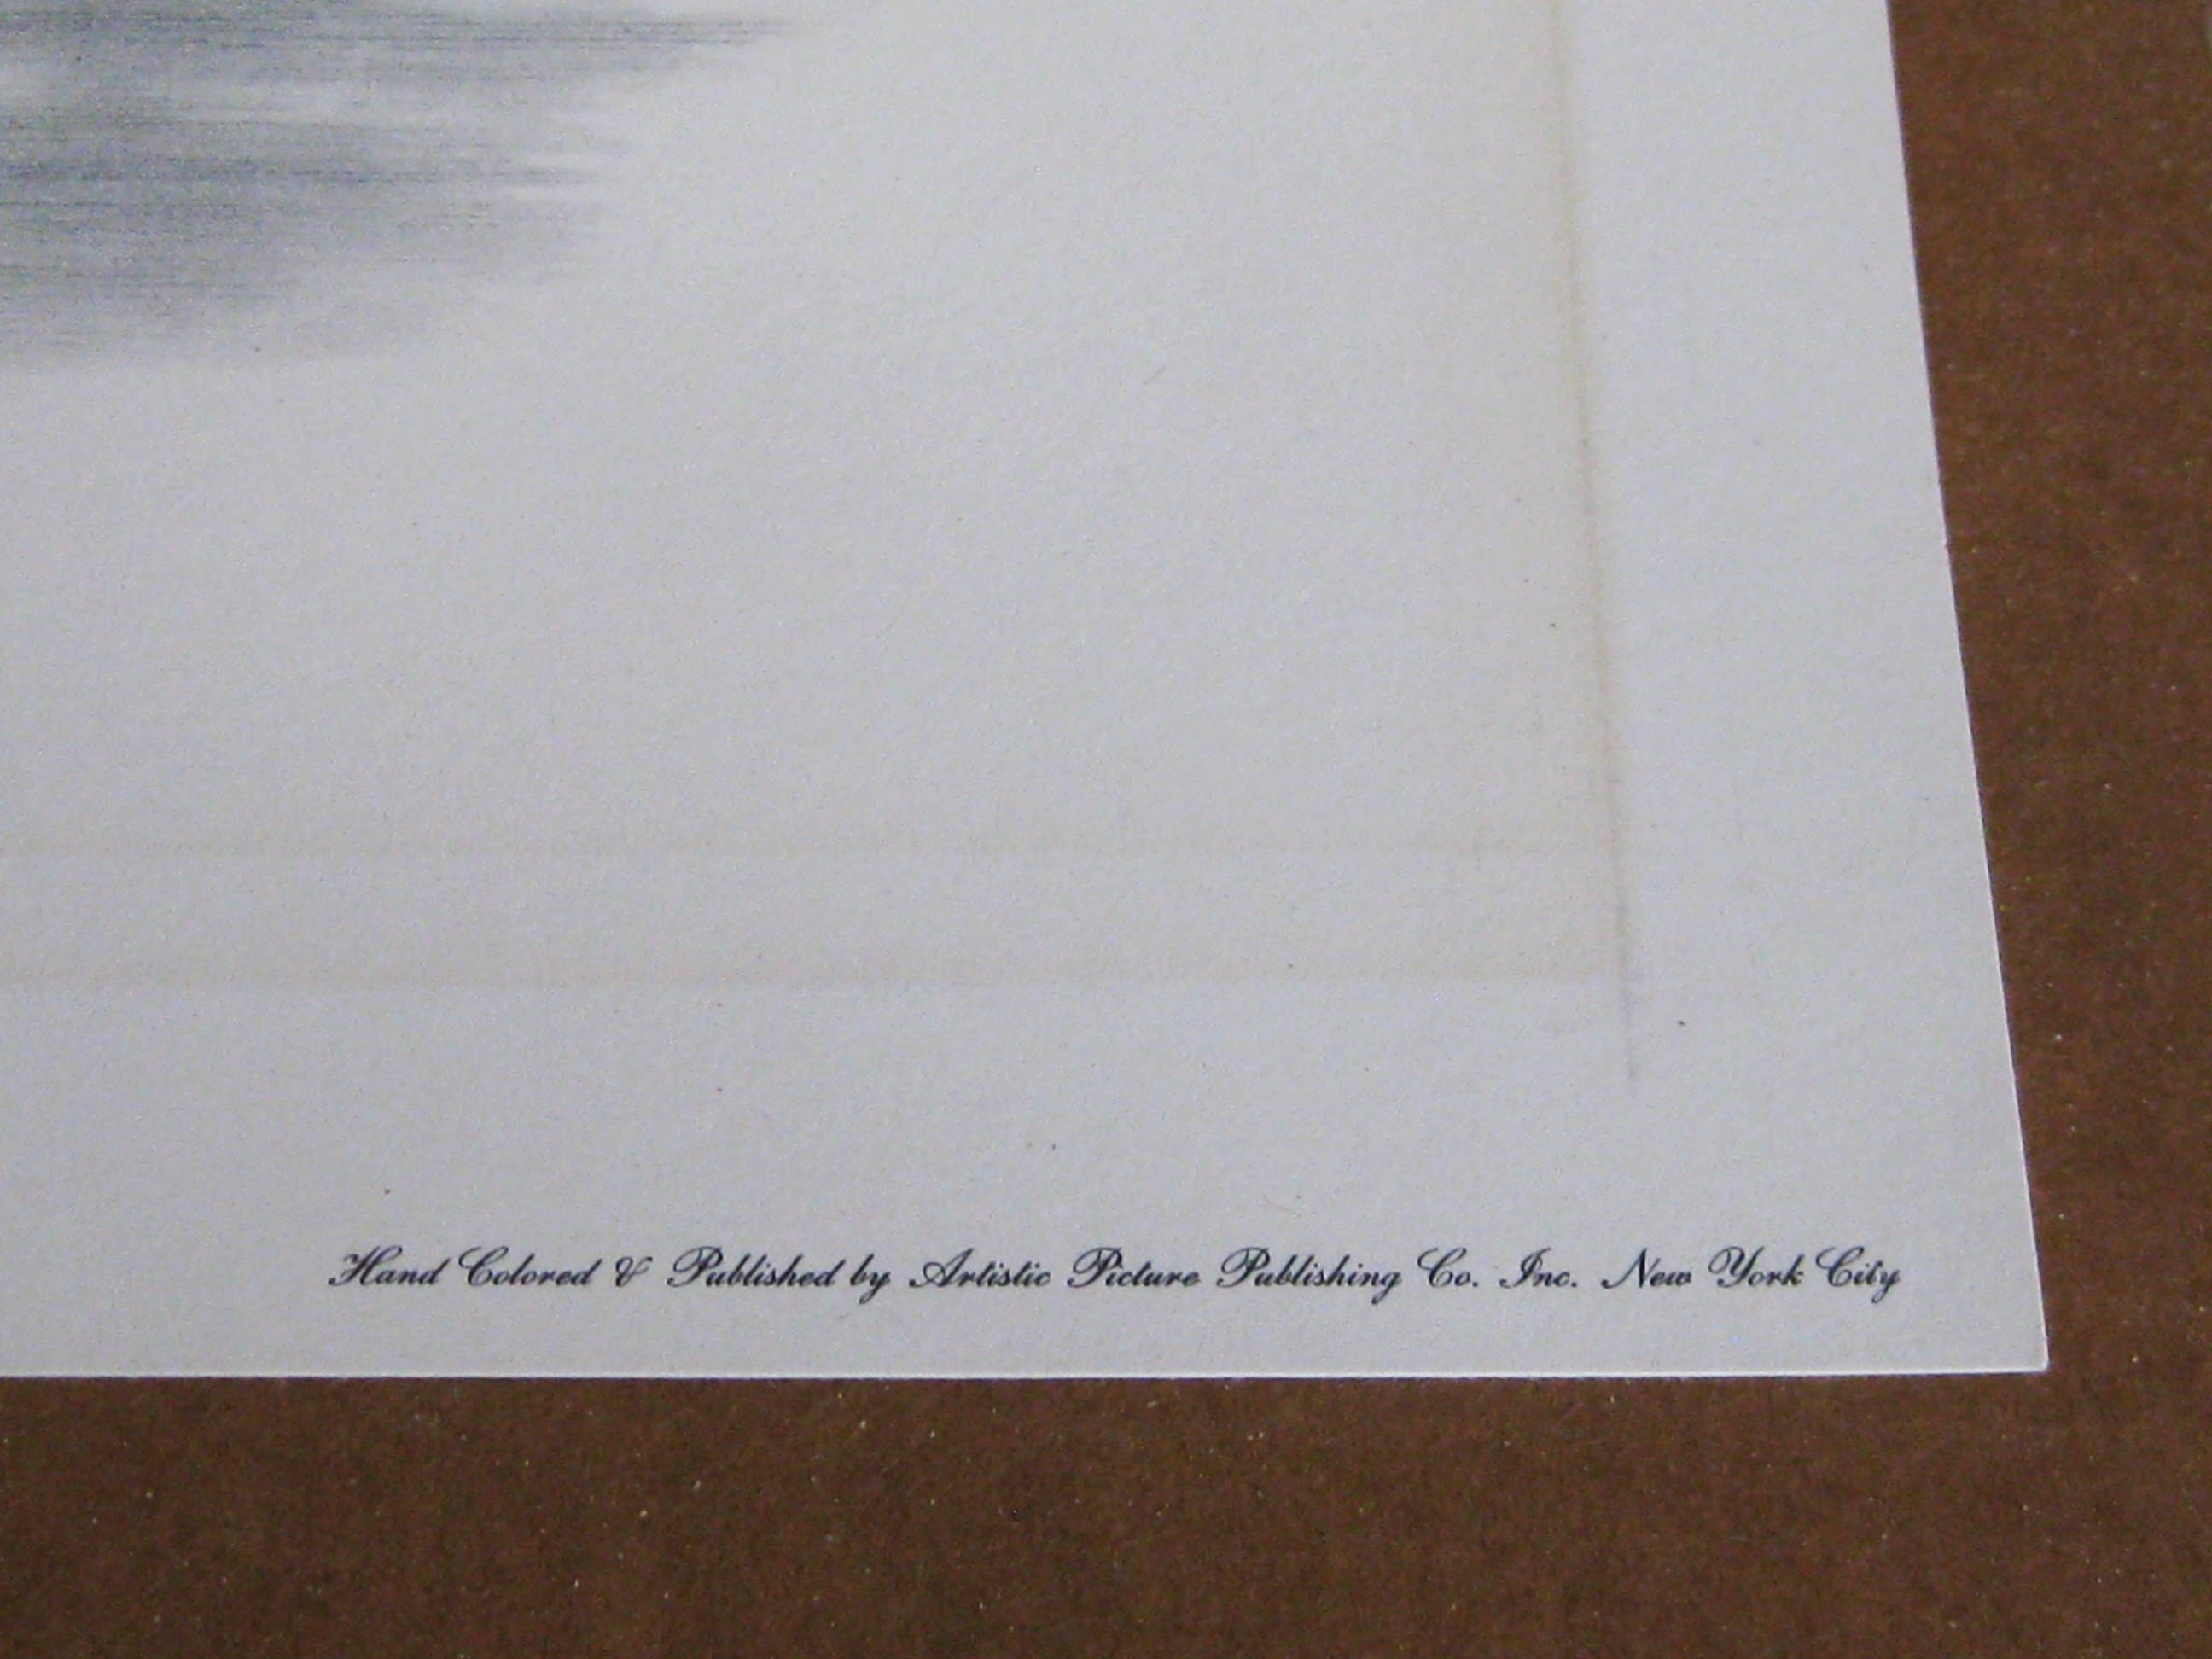 Hand Colored & Published by Artistic Picture Publishing Co. Inc. New York City